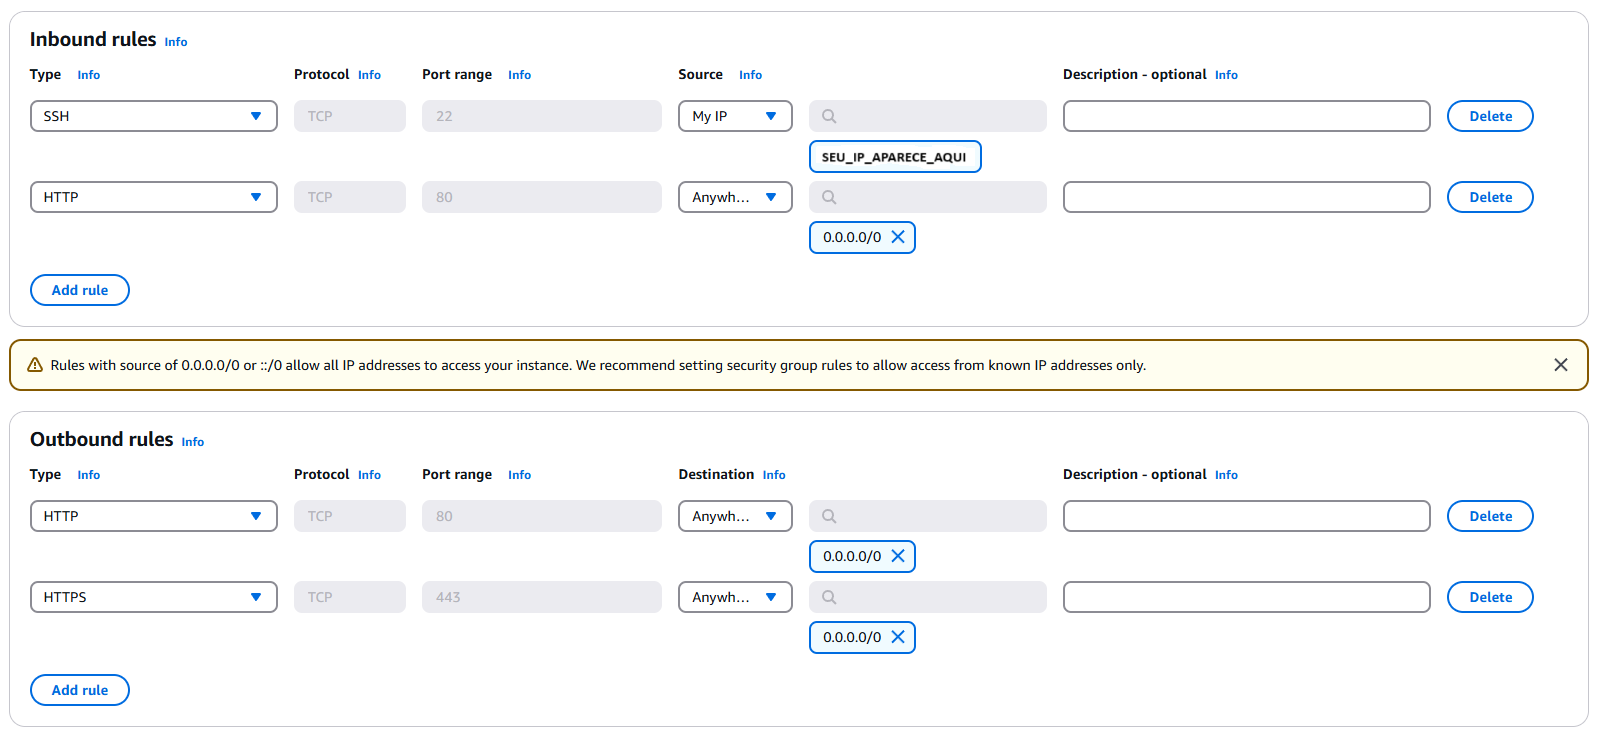 Inbound rules Info
Type Info Protocol Info Port range Info Source Info Description - optional Info
SSH TCP 22 My IP Delete
SEU_IP_APARECE_AQUI
HTTP TCP 80 Anywh... Delete
0.0.0.0/0
Add rule
Rules with source of 0.0.0.0/0 or ::/0 allow all IP addresses to access your instance. We recommend setting security group rules to allow access from known IP addresses only.
Outbound rules Info
Type Info Protocol Info Port range Info Destination Info Description - optional Info
HTTP TCP 80 Anywh... Delete
0.0.0.0/0
HTTPS TCP 443 Anywh... Delete
0.0.0.0/0
Add rule